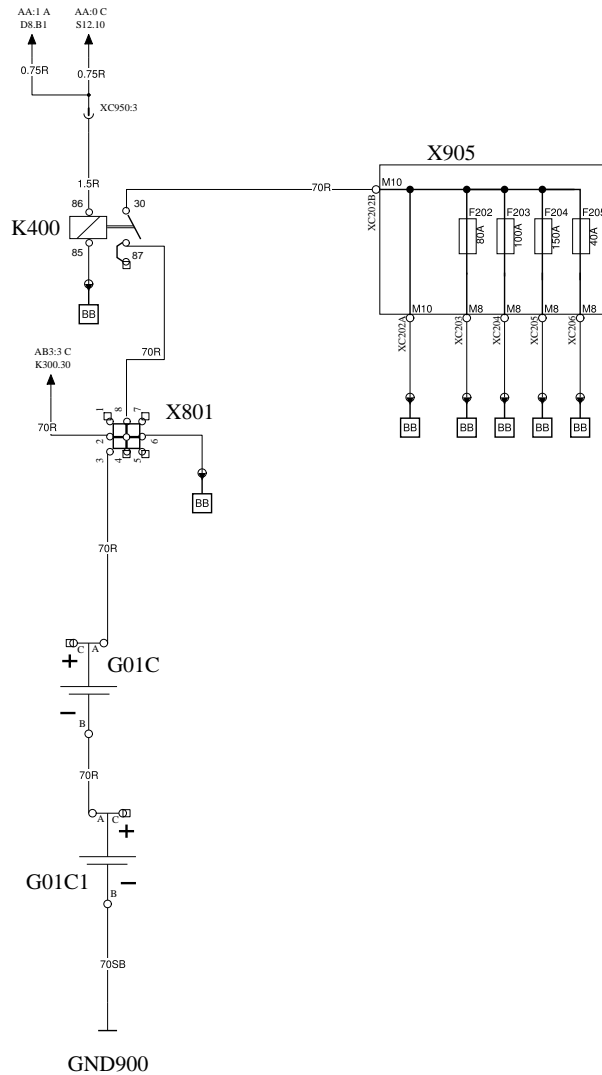 AA:1 A
D8.B1
AA:0 C
S12.10
0.75R
0.75R
XC950:3
X905
1.5R
70R
M10
86
30
XC202B
F202
80A
F203
100A
F204
150A
F205
40A
K400
85
87
BB
M10
M8
M8
M8
M8
XC202A
XC203
XC204
XC205
XC206
AB3:3 C
K300.30
70R
BB
BB
BB
BB
BB
X801
1
8
7
70R
2
6
3
4
5
BB
70R
C
A
+
G01C
−
B
70R
A
C
+
G01C1
−
B
70SB
GND900